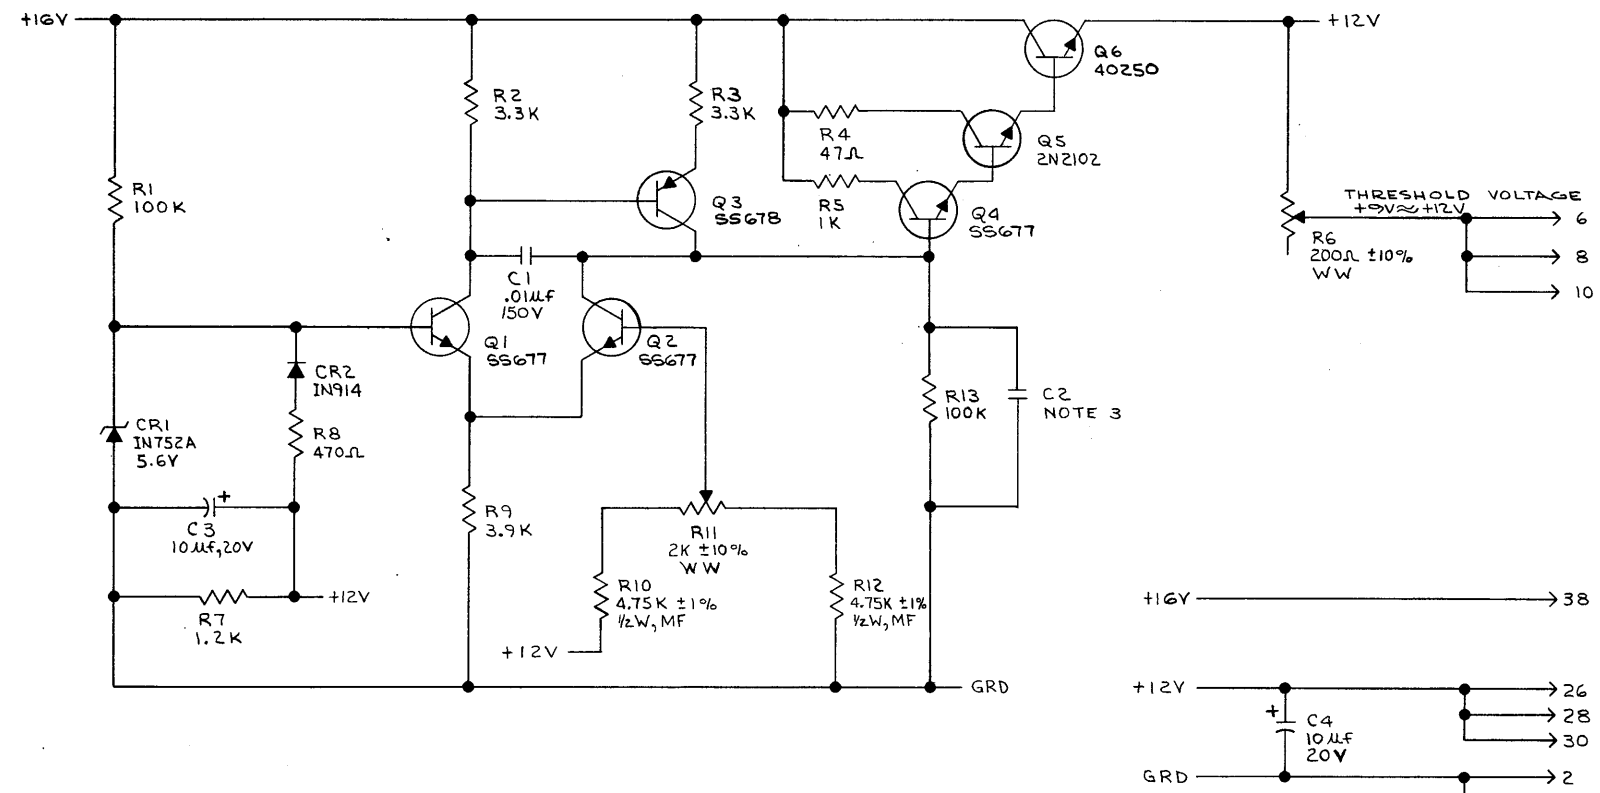 +16V
+12V
Q6
40250
R2
3.3K
R3
3.3K
R4
47Ω
Q5
2N2102
R1
100K
Q3
SS678
R5
1K
Q4
SS677
THRESHOLD VOLTAGE
+9V≈+12V
6
R6
200Ω ±10%
WW
8
10
C1
.01µf
150V
Q1
SS677
Q2
SS677
CR2
IN914
R13
100K
C2
NOTE 3
CR1
IN752A
5.6V
R8
470Ω
+
C3
10µf,20V
R9
3.9K
R11
2K ±10%
WW
R10
4.75K ±1%
½W, MF
R12
4.75K ±1%
½W, MF
+12V
R7
1.2K
+12V
GRD
+16V
38
+12V
26
28
30
+
C4
10µf
20V
GRD
2